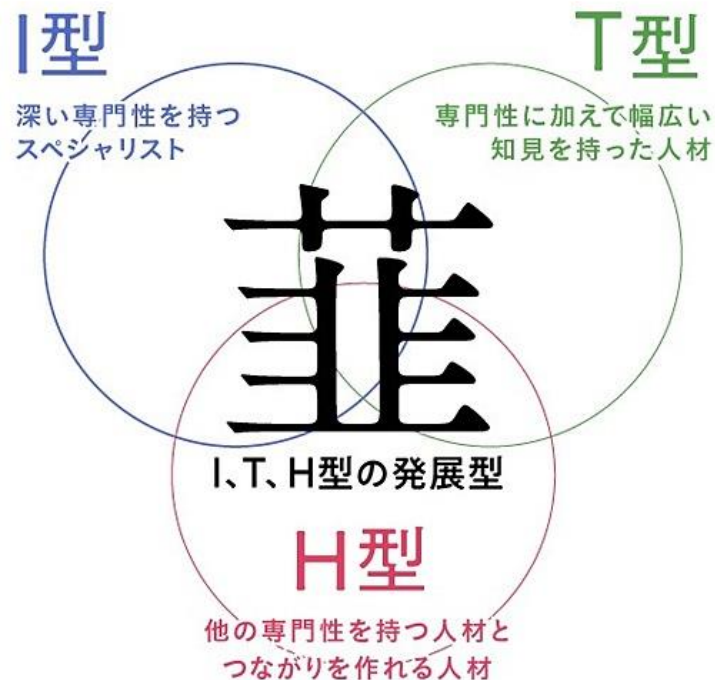 I型
深い専門性を持つ
スペシャリスト
T型
専門性に加えて幅広い
知見を持った人材
韮
I、T、H型の発展型
H型
他の専門性を持つ人材と
つながりを作れる人材